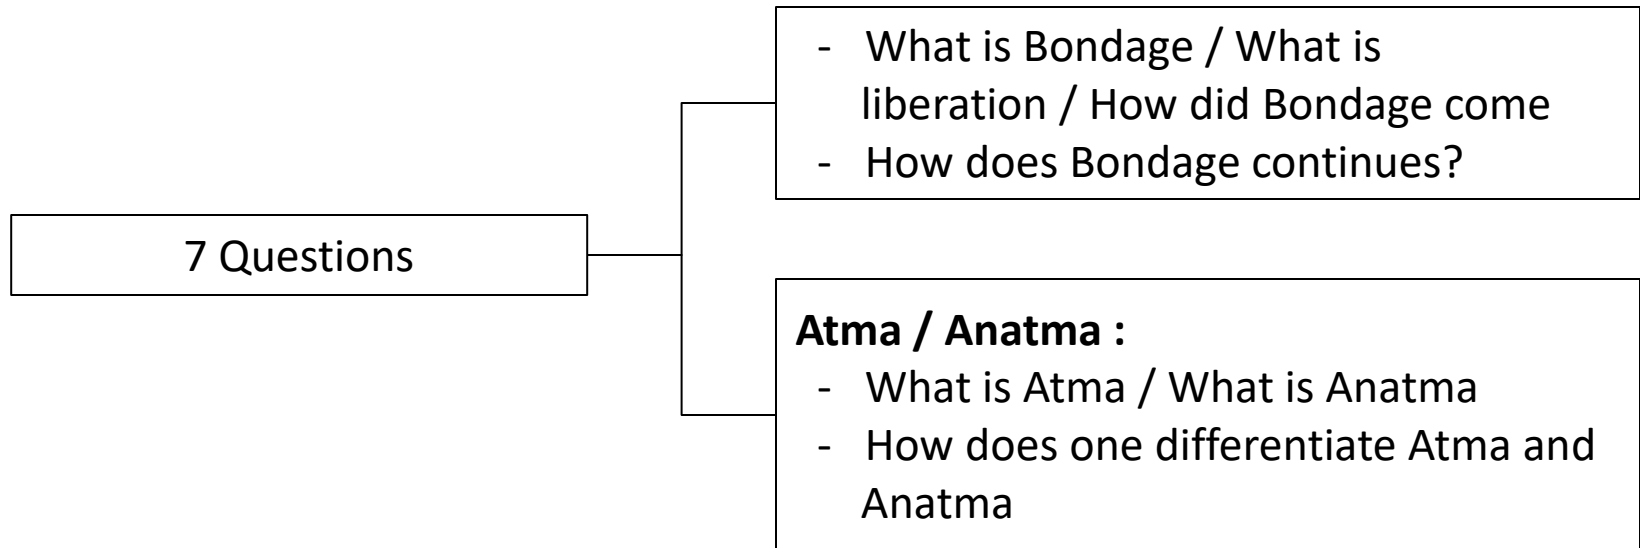 7 Questions
- What is Bondage / What is
liberation / How did Bondage come
- How does Bondage continues?
Atma / Anatma :
- What is Atma / What is Anatma
- How does one differentiate Atma and
Anatma